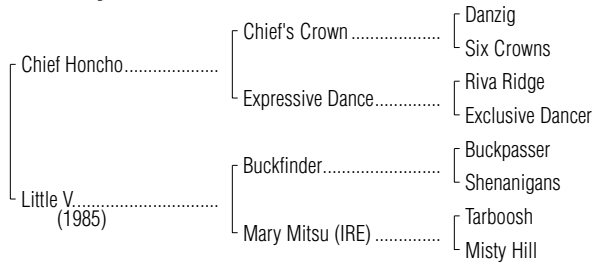 Danzig
Chief's Crown ..................
Six Crowns
Chief Honcho....................
Riva Ridge
Expressive Dance..............
Exclusive Dancer
Buckpasser
Buckfinder.........................
Shenanigans
Little V...............................
(1985)
Tarboosh
Mary Mitsu (IRE) ..............
Misty Hill